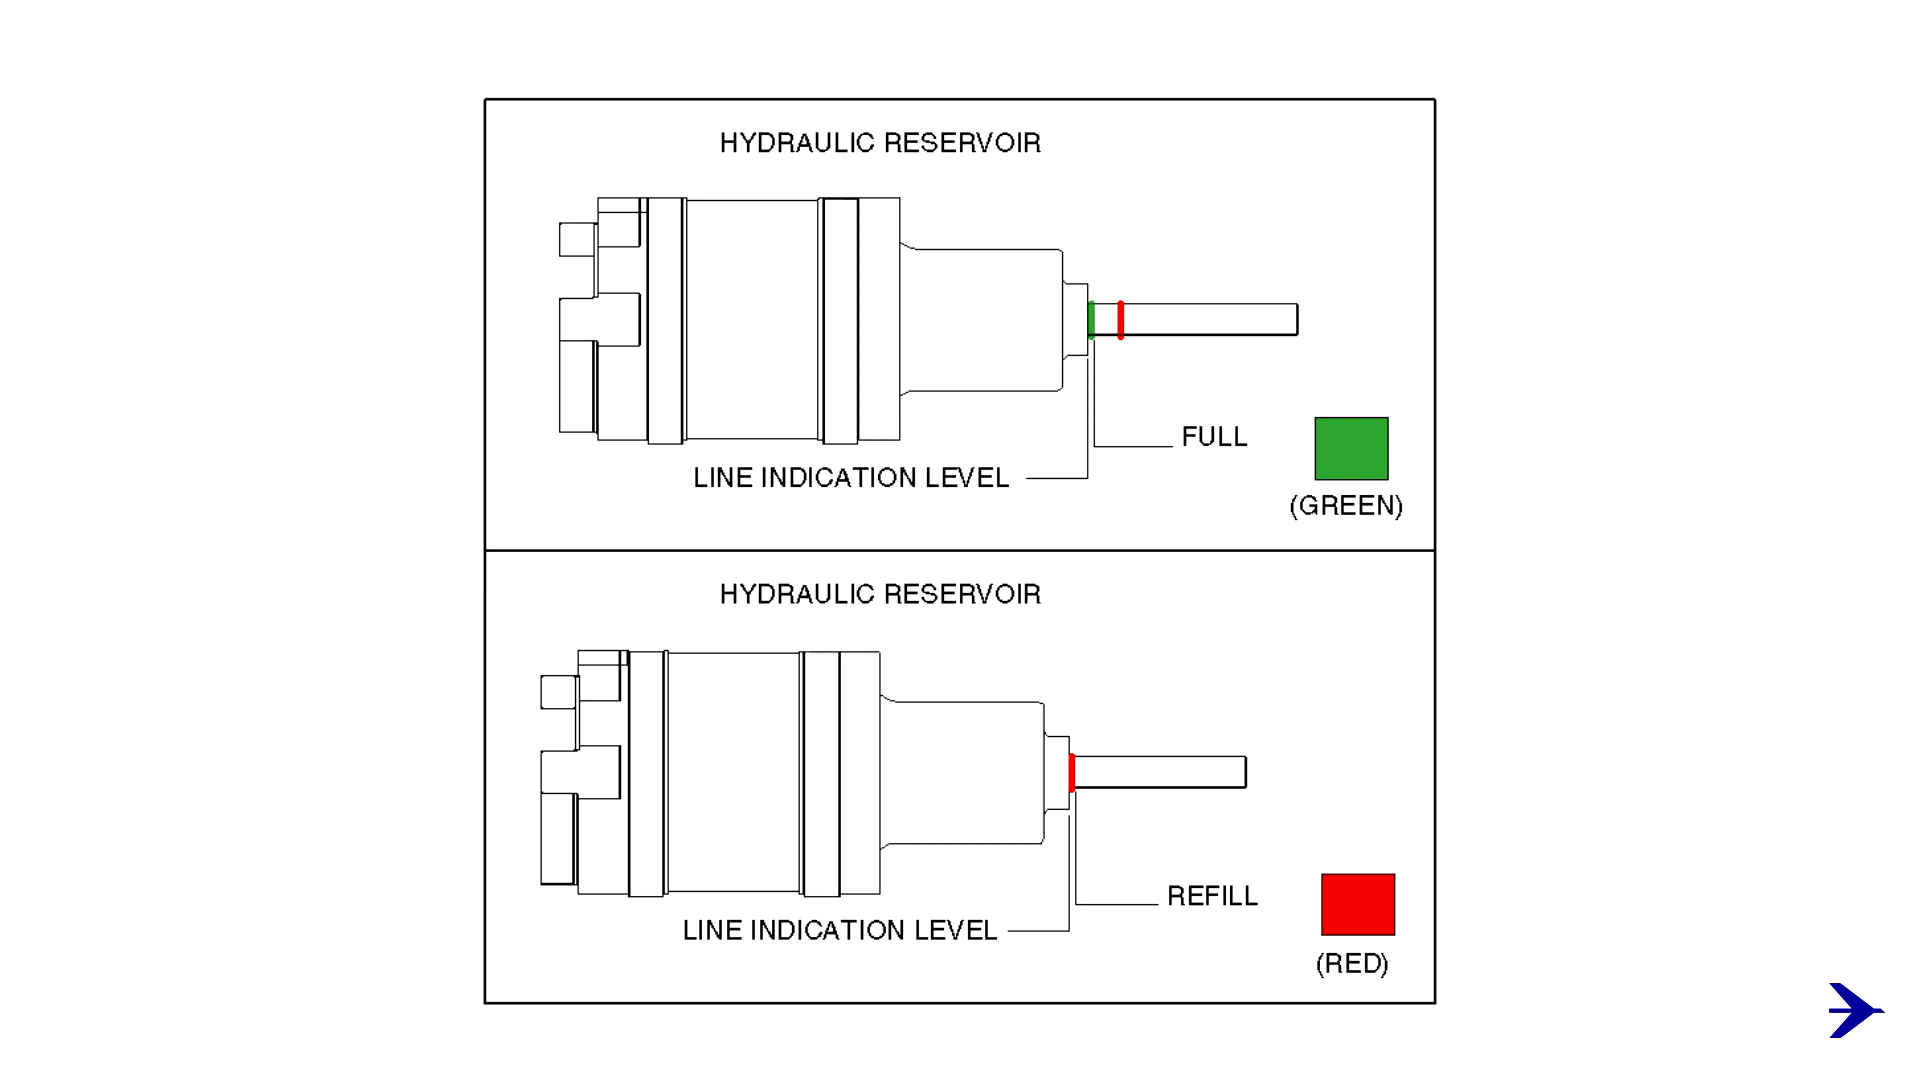 HYDRAULIC RESERVOIR
FULL
LINE INDICATION LEVEL
(GREEN)
HYDRAULIC RESERVOIR
REFILL
LINE INDICATION LEVEL
(RED)